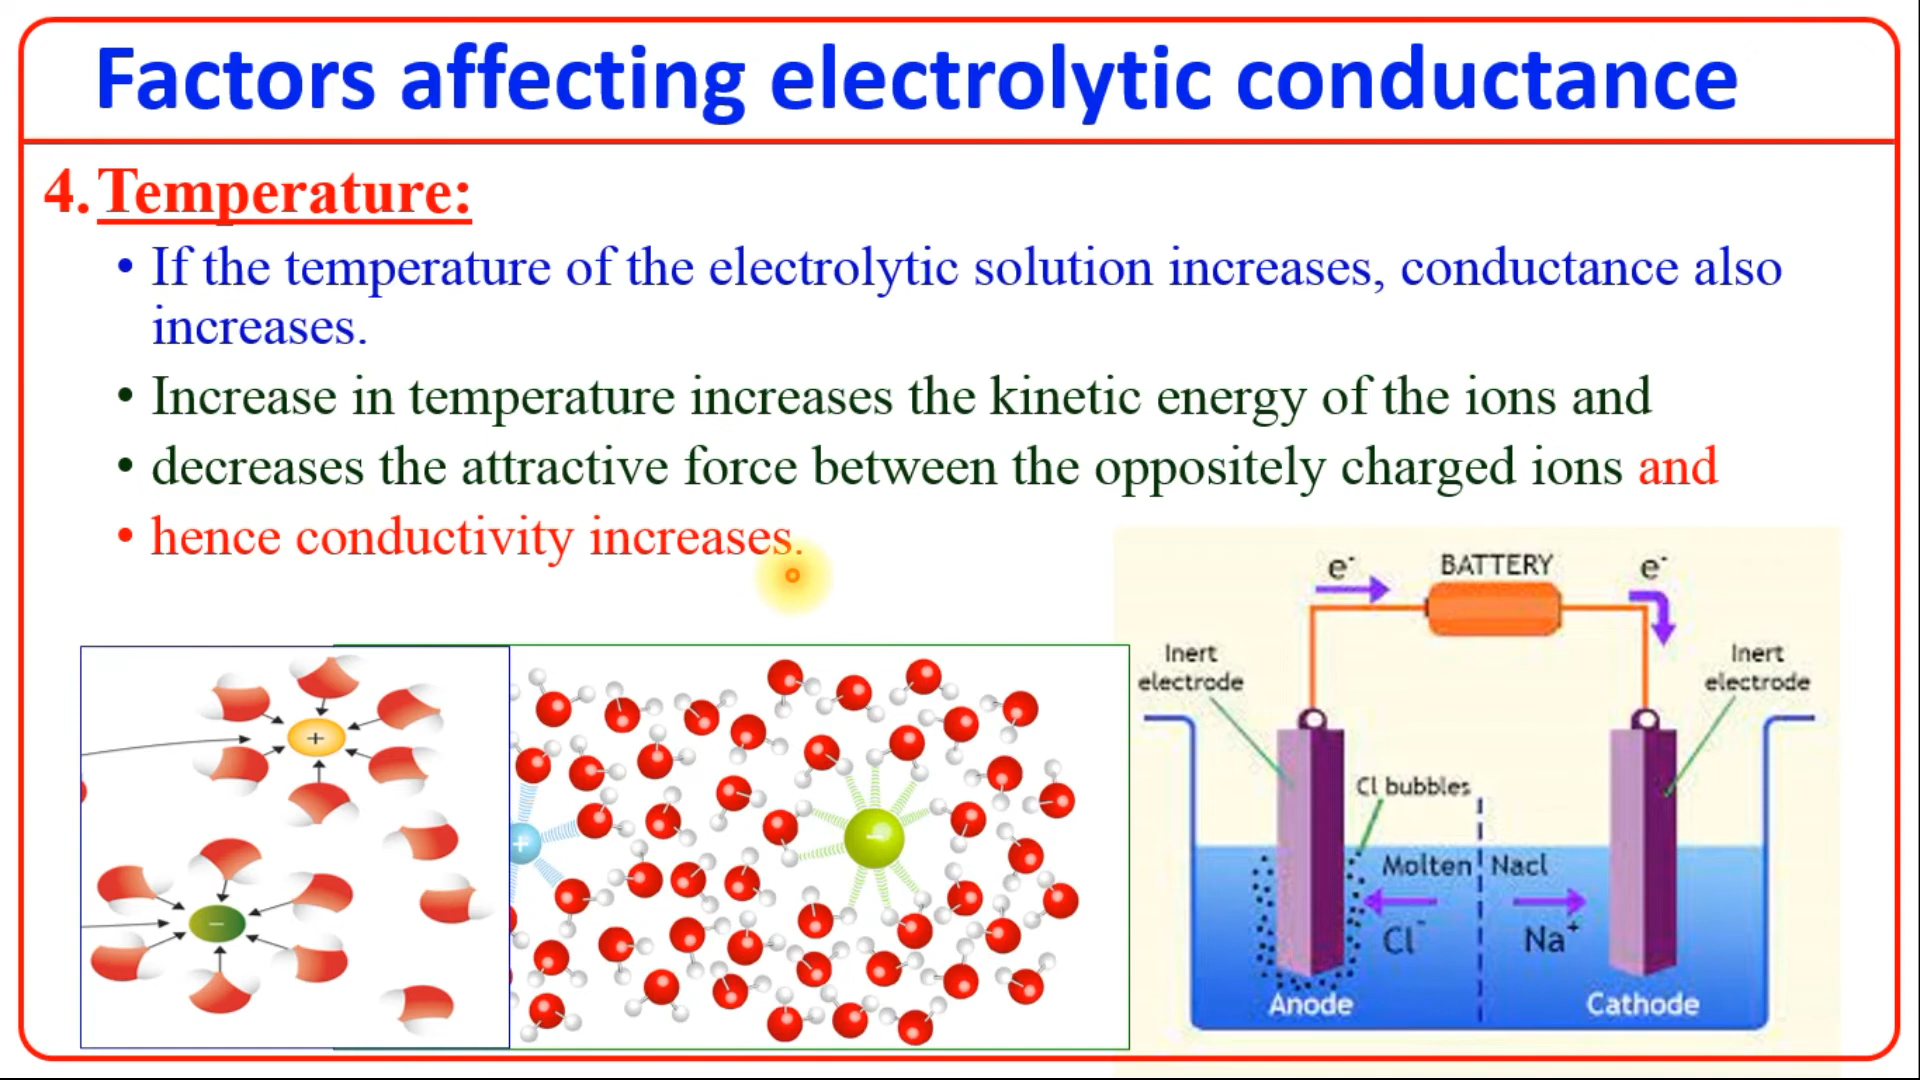 Factors affecting electrolytic conductance
4. Temperature:
• If the temperature of the electrolytic solution increases, conductance also
increases.
• Increase in temperature increases the kinetic energy of the ions and
• decreases the attractive force between the oppositely charged ions and
• hence conductivity increases.
e⁻ BATTERY e⁻
Inert
electrode
Inert
electrode
Cl bubbles
Molten Nacl
Cl⁻ Na⁺
Anode Cathode
+
−
+
−